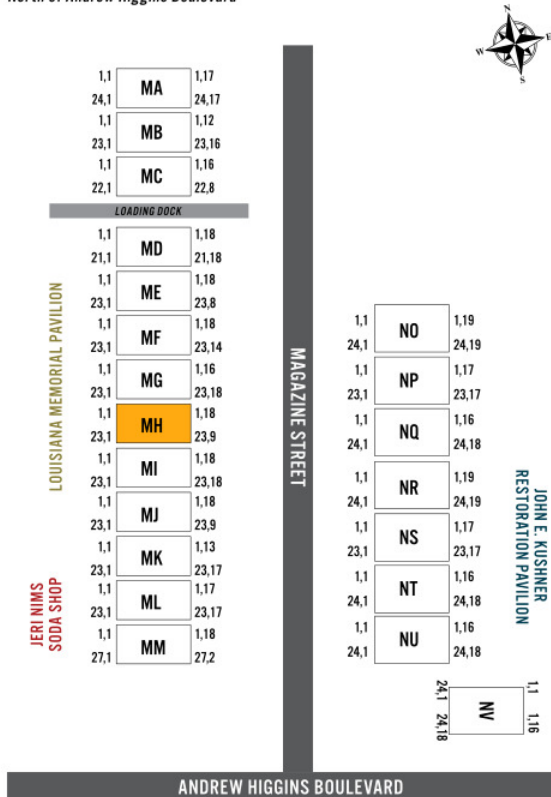 North of Andrew Higgins Boulevard
N
W E
S
1,1 MA 1,17
24,1 24,17
1,1 MB 1,12
23,1 23,16
1,1 MC 1,16
22,1 22,8
LOADING DOCK
1,1 MD 1,18
21,1 21,18
1,1 ME 1,18
23,1 23,8
1,1 MF 1,18
23,1 23,14
1,1 MG 1,16
23,1 23,18
1,1 MH 1,18
23,1 23,9
1,1 MI 1,18
23,1 23,18
1,1 MJ 1,18
23,1 23,9
1,1 MK 1,13
23,1 23,17
1,1 ML 1,17
23,1 23,17
1,1 MM 1,18
27,1 27,2
LOUISIANA MEMORIAL PAVILION
JERI NIMS
SODA SHOP
MAGAZINE STREET
1,1 NO 1,19
24,1 24,19
1,1 NP 1,17
23,1 23,17
1,1 NQ 1,16
24,1 24,18
1,1 NR 1,19
24,1 24,19
1,1 NS 1,17
23,1 23,17
1,1 NT 1,16
24,1 24,18
1,1 NU 1,16
24,1 24,18
1,1 NV 1,16
24,1 24,18
JOHN E. KUSHNER
RESTORATION PAVILION
ANDREW HIGGINS BOULEVARD